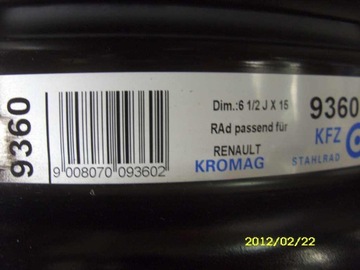 9360
9 008070 093602
Dim.:6 1/2 J X 15
RAd passend für
RENAULT
KROMAG
9360
KFZ
STAHLRAD
2012/02/22